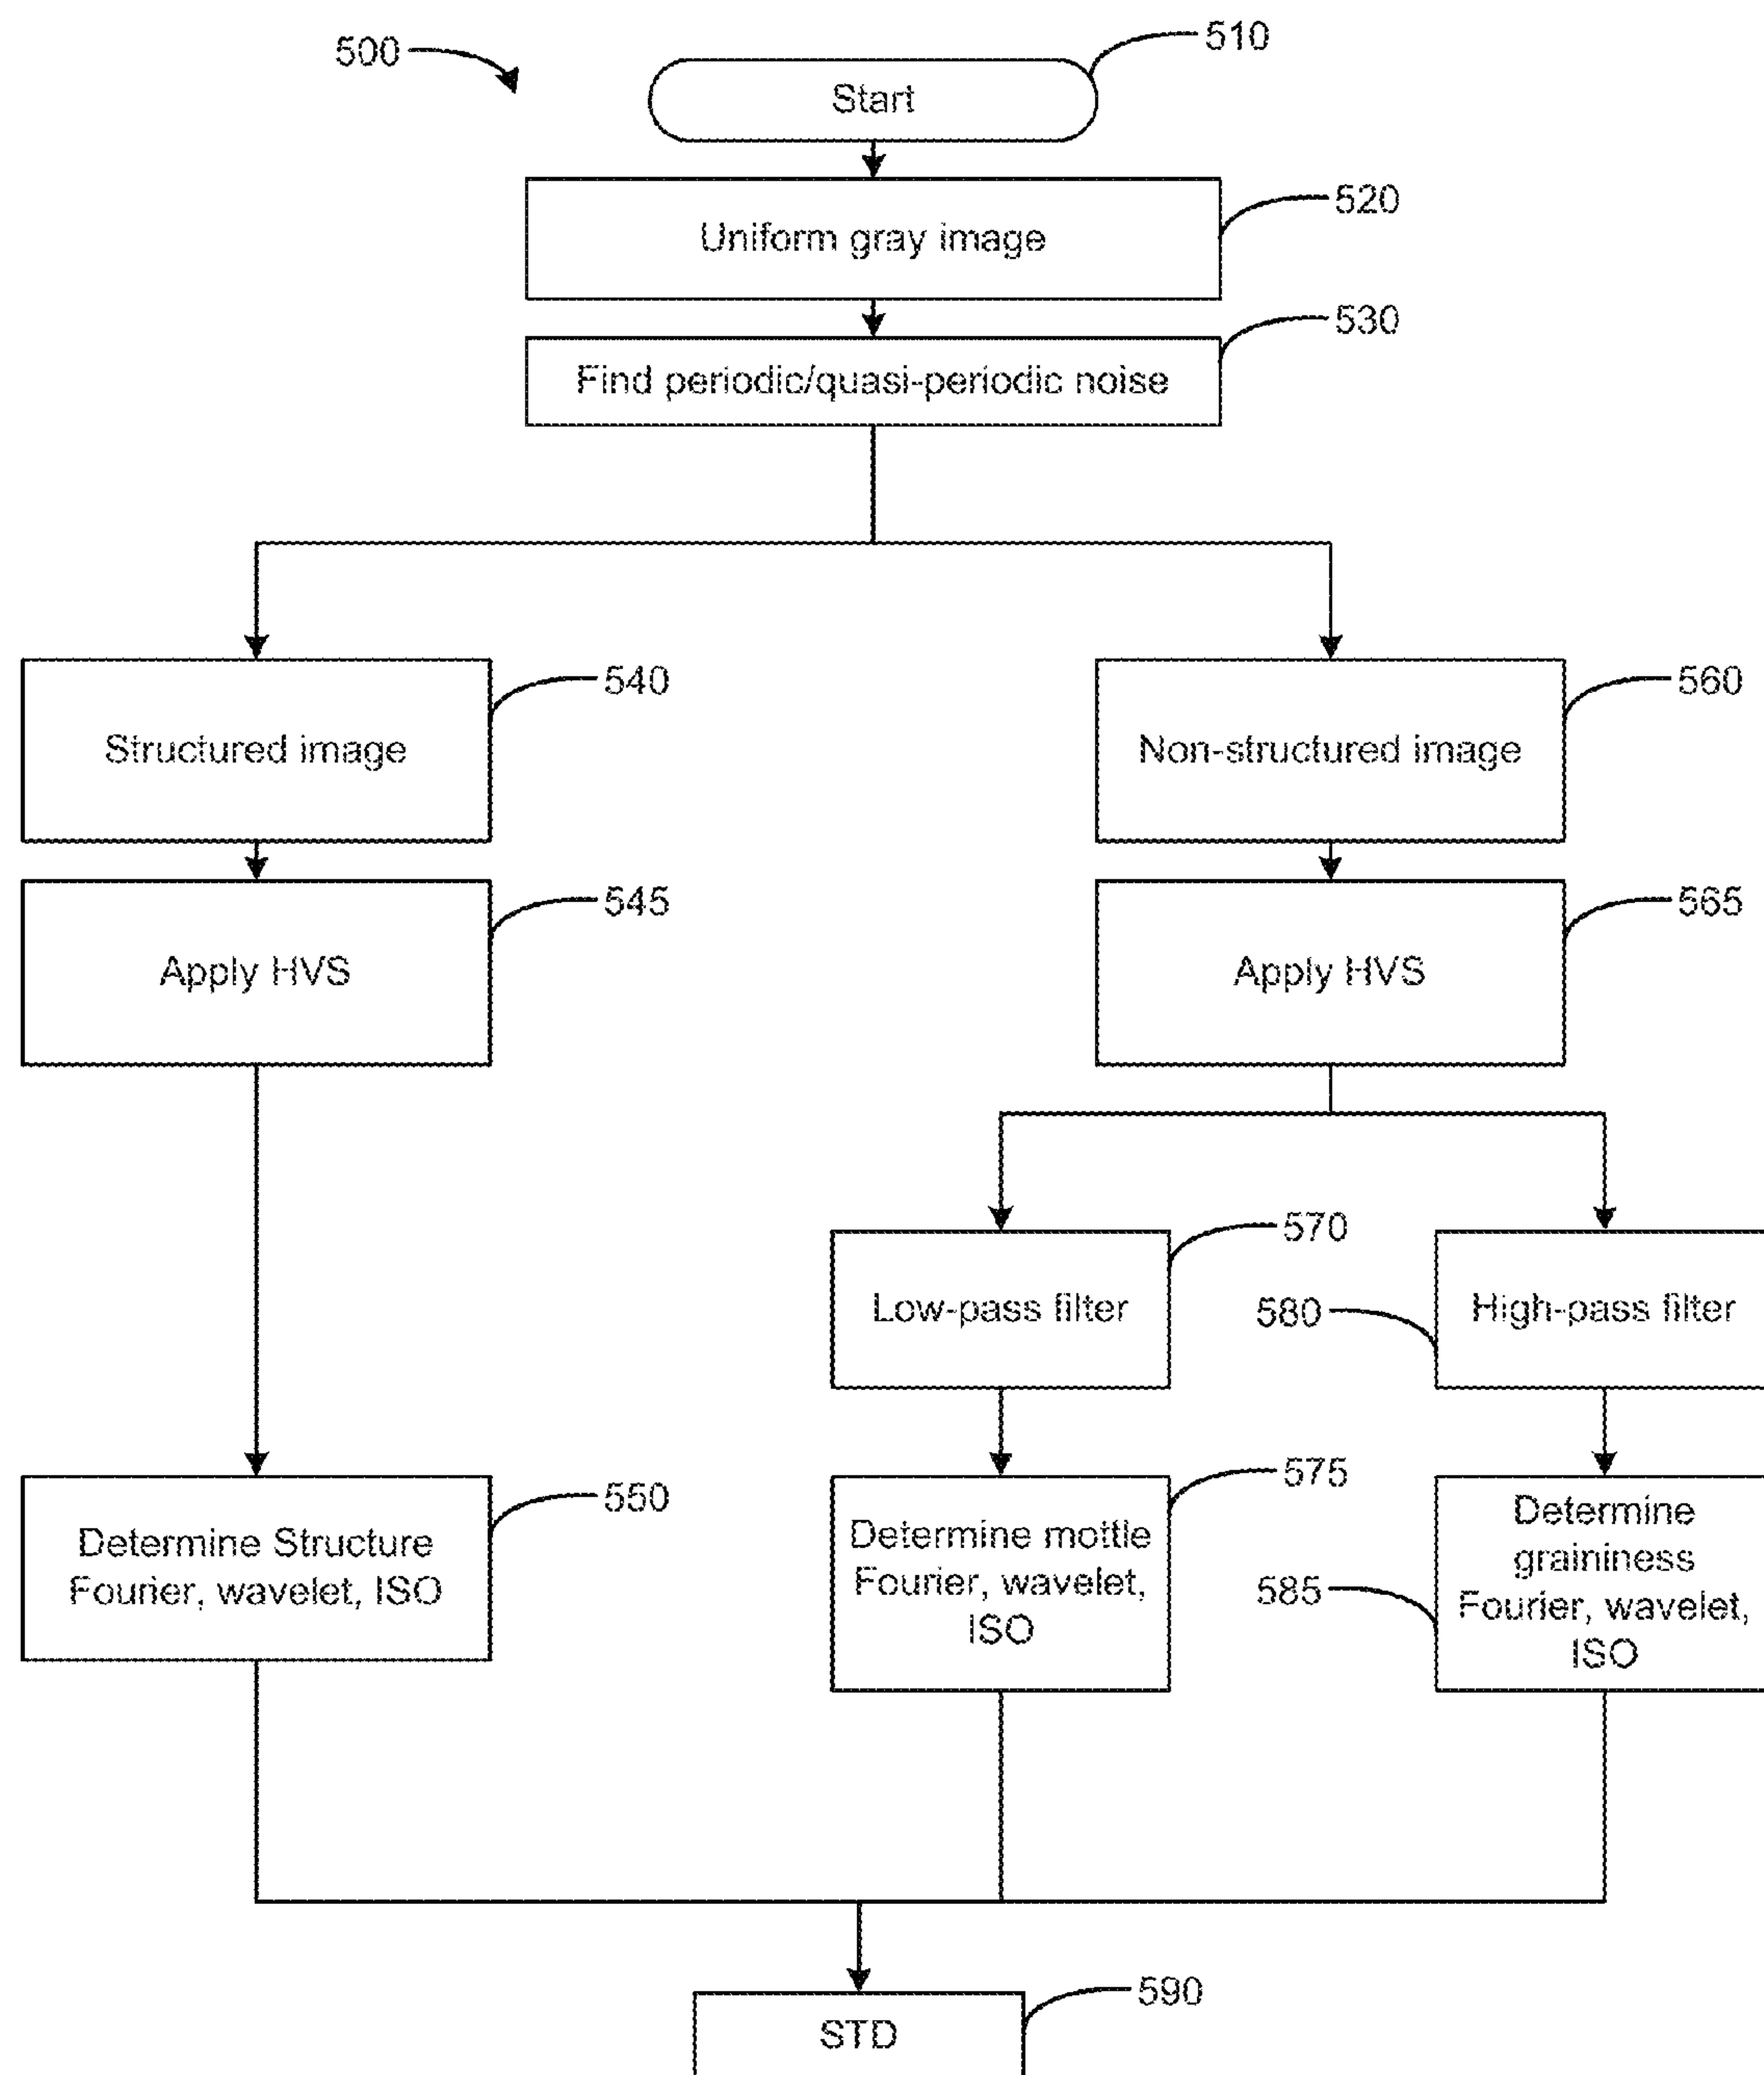 500
510
Start
520
Uniform gray image
530
Find periodic/quasi-periodic noise
540
560
Structured image
Non-structured image
545
565
Apply HVS
Apply HVS
570
Low-pass filter
580
High-pass filter
550
Determine Structure
Fourier, wavelet, ISO
575
Determine mottle
Fourier, wavelet,
ISO
585
Determine
graininess
Fourier, wavelet,
ISO
590
STD